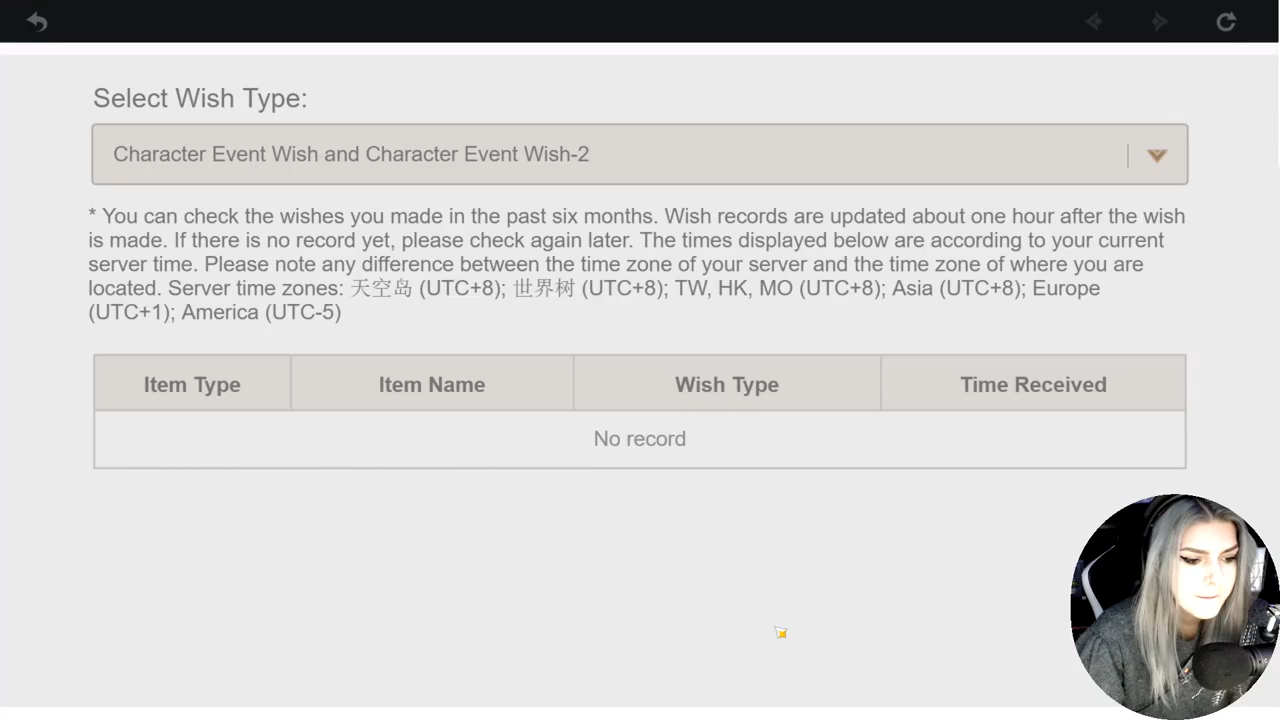 Select Wish Type:
Character Event Wish and Character Event Wish-2
* You can check the wishes you made in the past six months. Wish records are updated about one hour after the wish
is made. If there is no record yet, please check again later. The times displayed below are according to your current
server time. Please note any difference between the time zone of your server and the time zone of where you are
located. Server time zones: 天空岛 (UTC+8); 世界树 (UTC+8); TW, HK, MO (UTC+8); Asia (UTC+8); Europe
(UTC+1); America (UTC-5)
Item Type Item Name Wish Type Time Received
No record